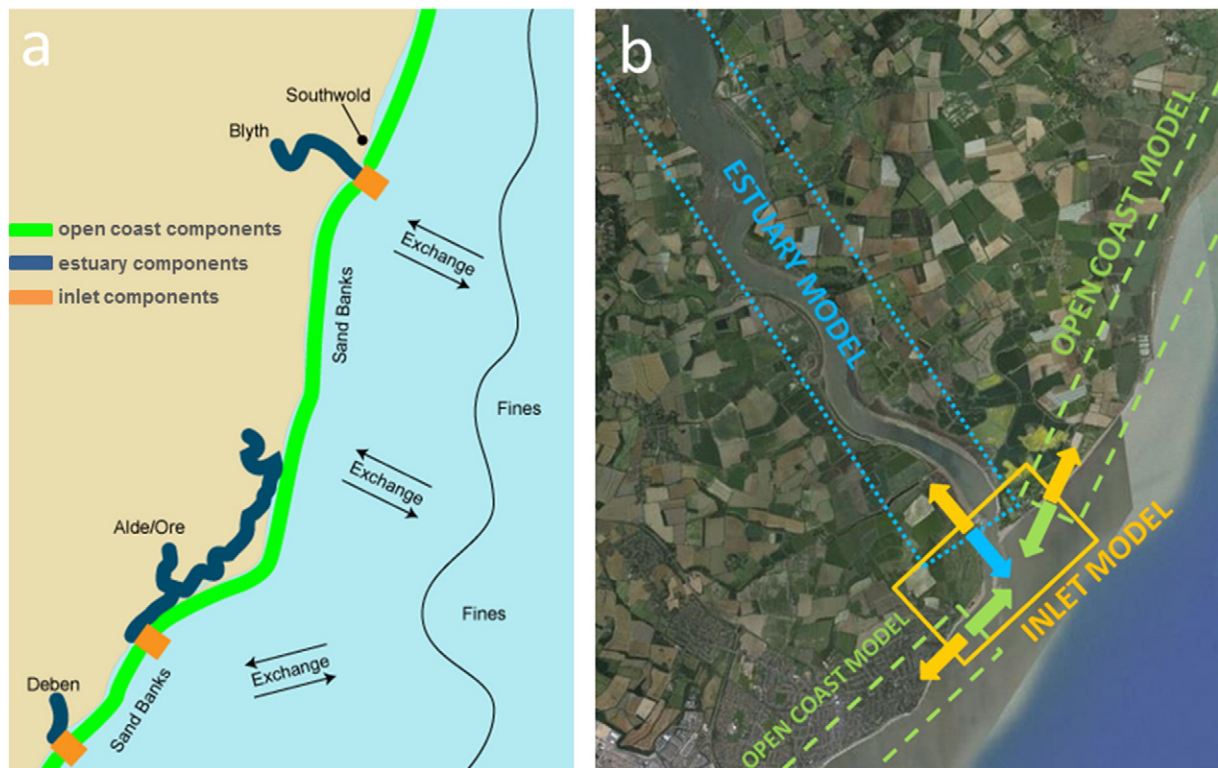 a
Southwold
Blyth
open coast components
estuary components
inlet components
Exchange
Sand Banks
Fines
Exchange
Alde/Ore
Fines
Exchange
Deben
Sand Banks
b
ESTUARY MODEL
OPEN COAST MODEL
INLET MODEL
OPEN COAST MODEL